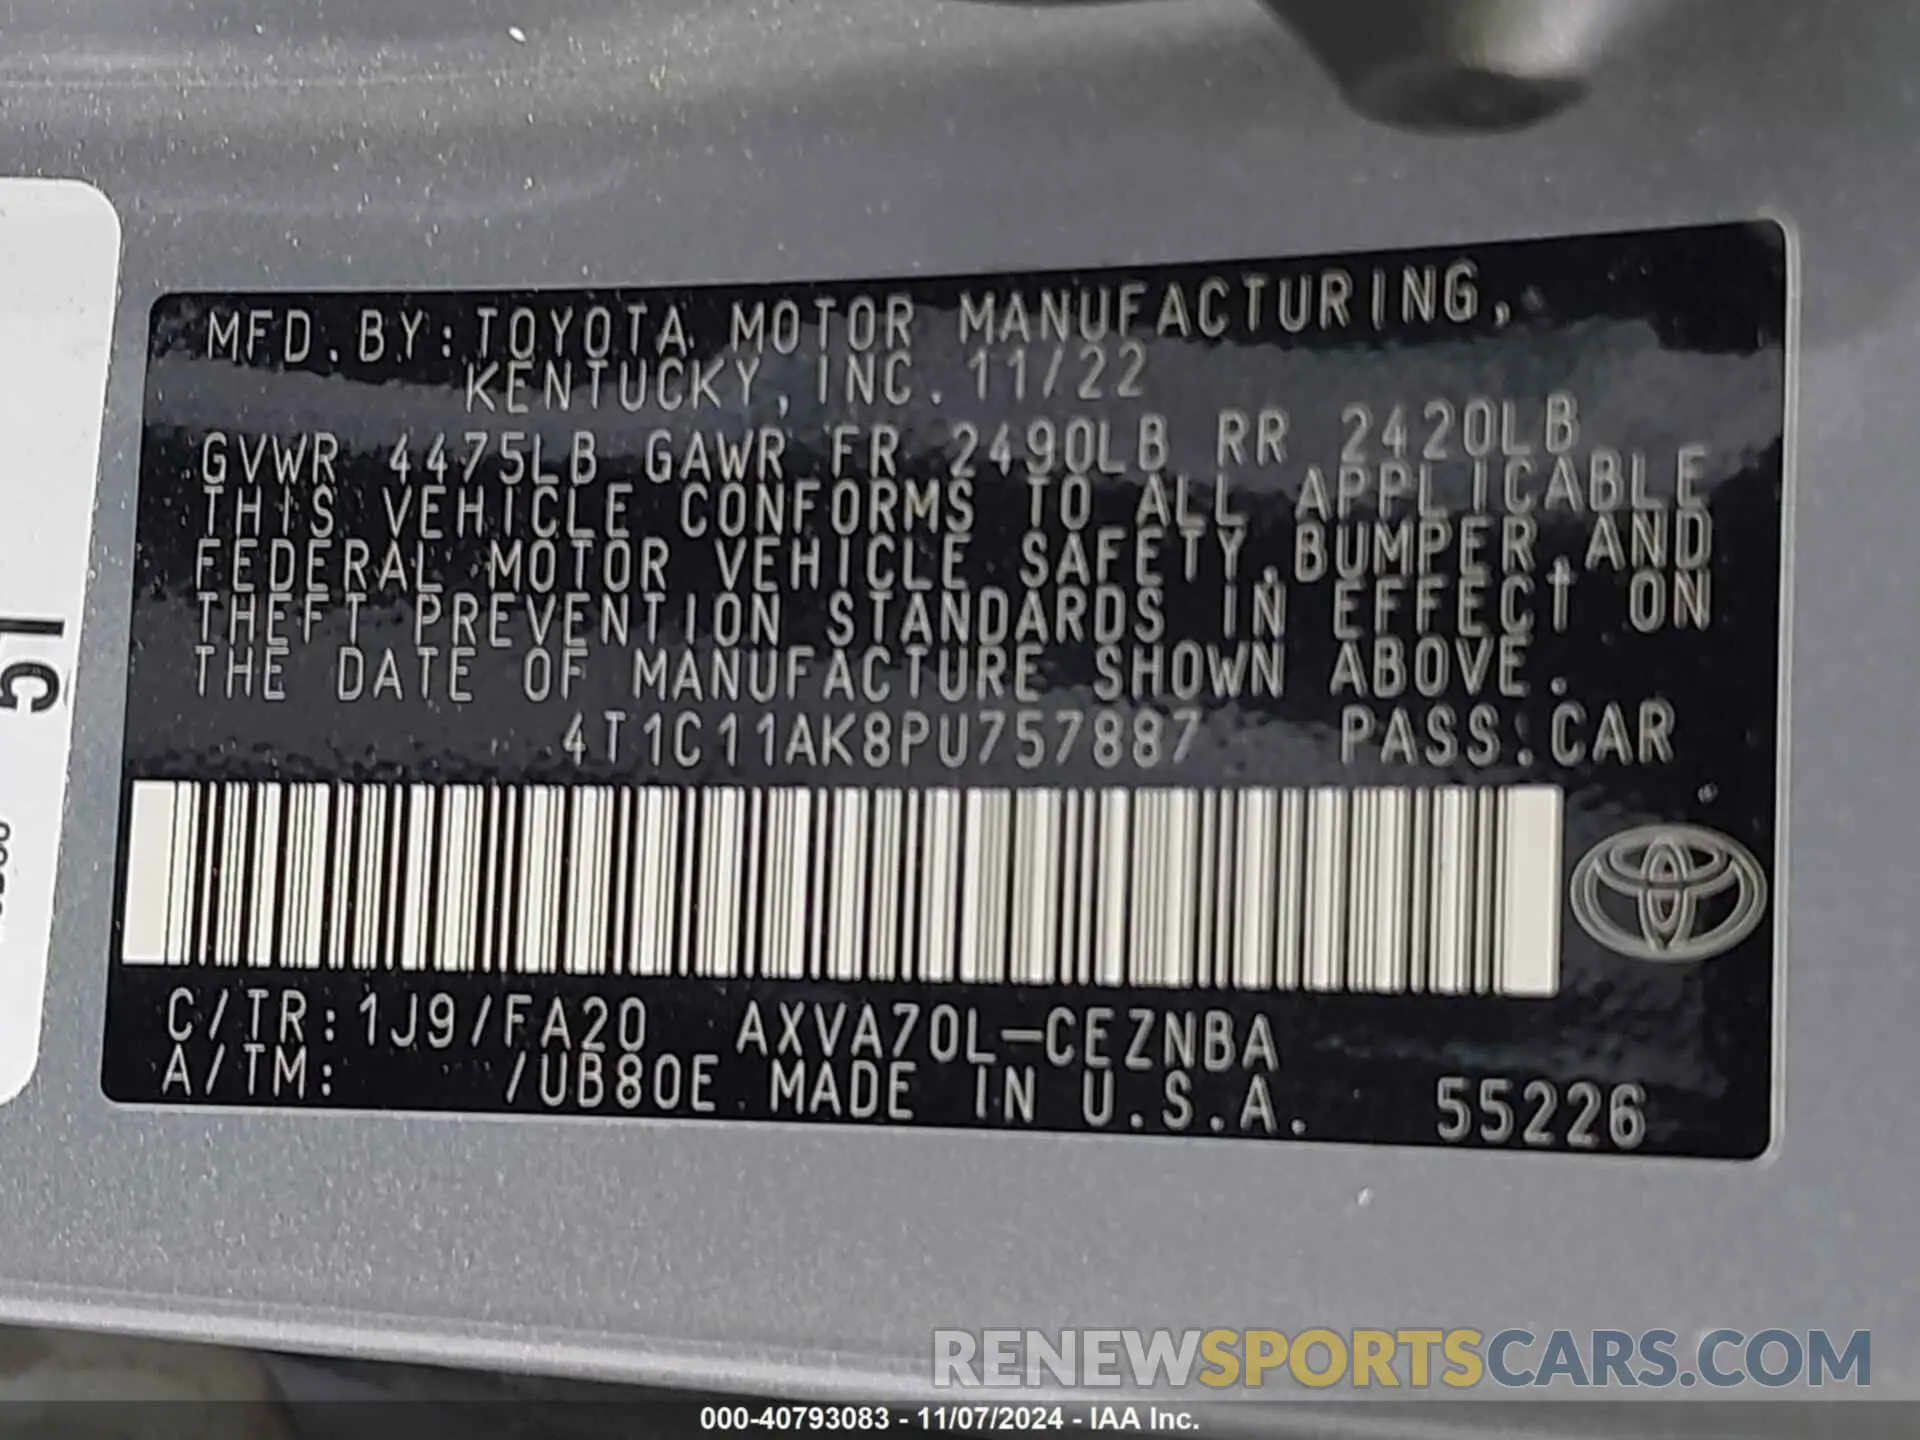 MFD. BY: TOYOTA MOTOR MANUFACTURING,
KENTUCKY, INC. 11/22
GVWR 4475LB GAWR FR 2490LB RR 2420LB
THIS VEHICLE CONFORMS TO ALL APPLICABLE
FEDERAL MOTOR VEHICLE SAFETY, BUMPER, AND
THEFT PREVENTION STANDARDS IN EFFECT ON
THE DATE OF MANUFACTURE SHOWN ABOVE.
4T1C11AK8PU757887 PASS.CAR
C/TR: 1J9/FA20 AXVA70L-CEZNBA
A/TM: /UB80E MADE IN U.S.A. 55226
RENEWSPORTSCARS.COM
000-40793083 - 11/07/2024 - IAA Inc.